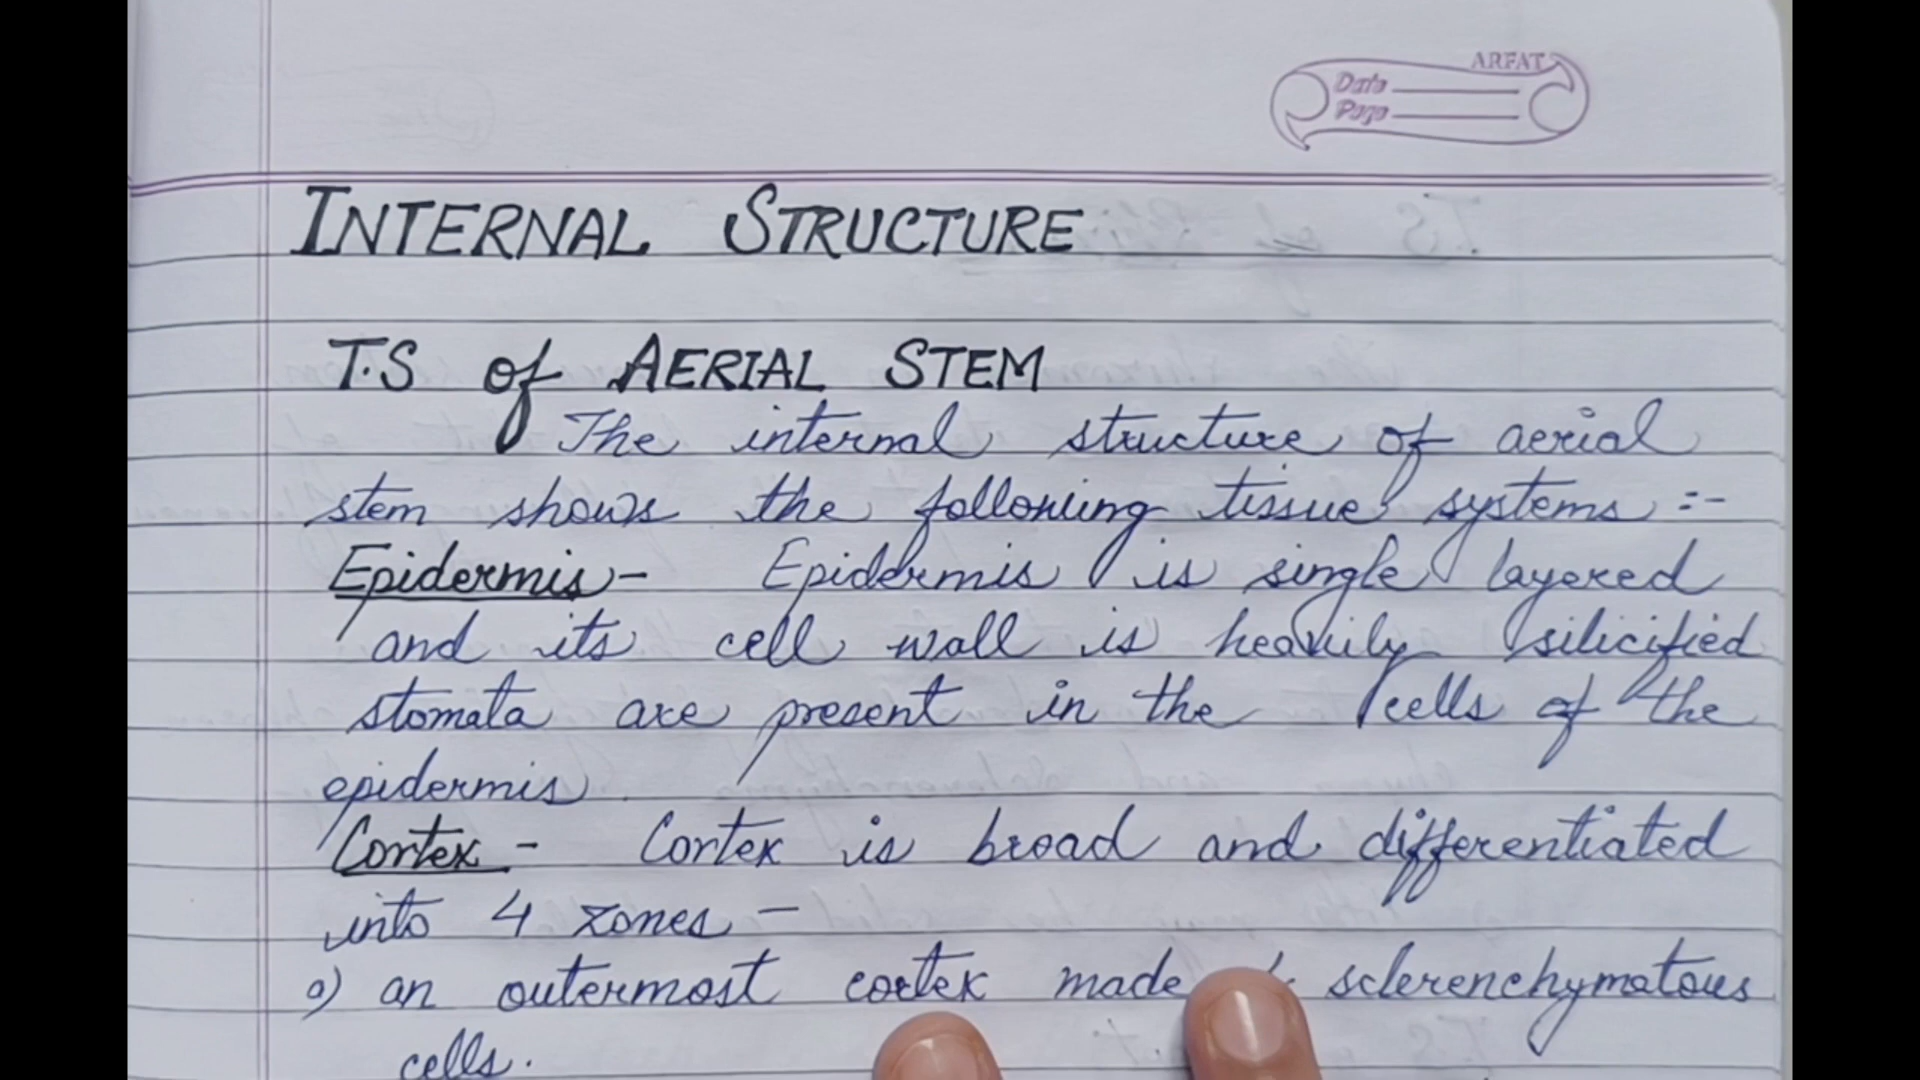 ARFAT
Date
Page
INTERNAL STRUCTURE
T.S of AERIAL STEM
The internal structure of aerial
stem shows the following tissue systems :-
Epidermis - Epidermis is single layered
and its cell wall is heavily silicified
stomata are present in the cells of the
epidermis.
Cortex - Cortex is broad and differentiated
into 4 zones -
a) an outermost cortex made sclerenchymatous
cells.